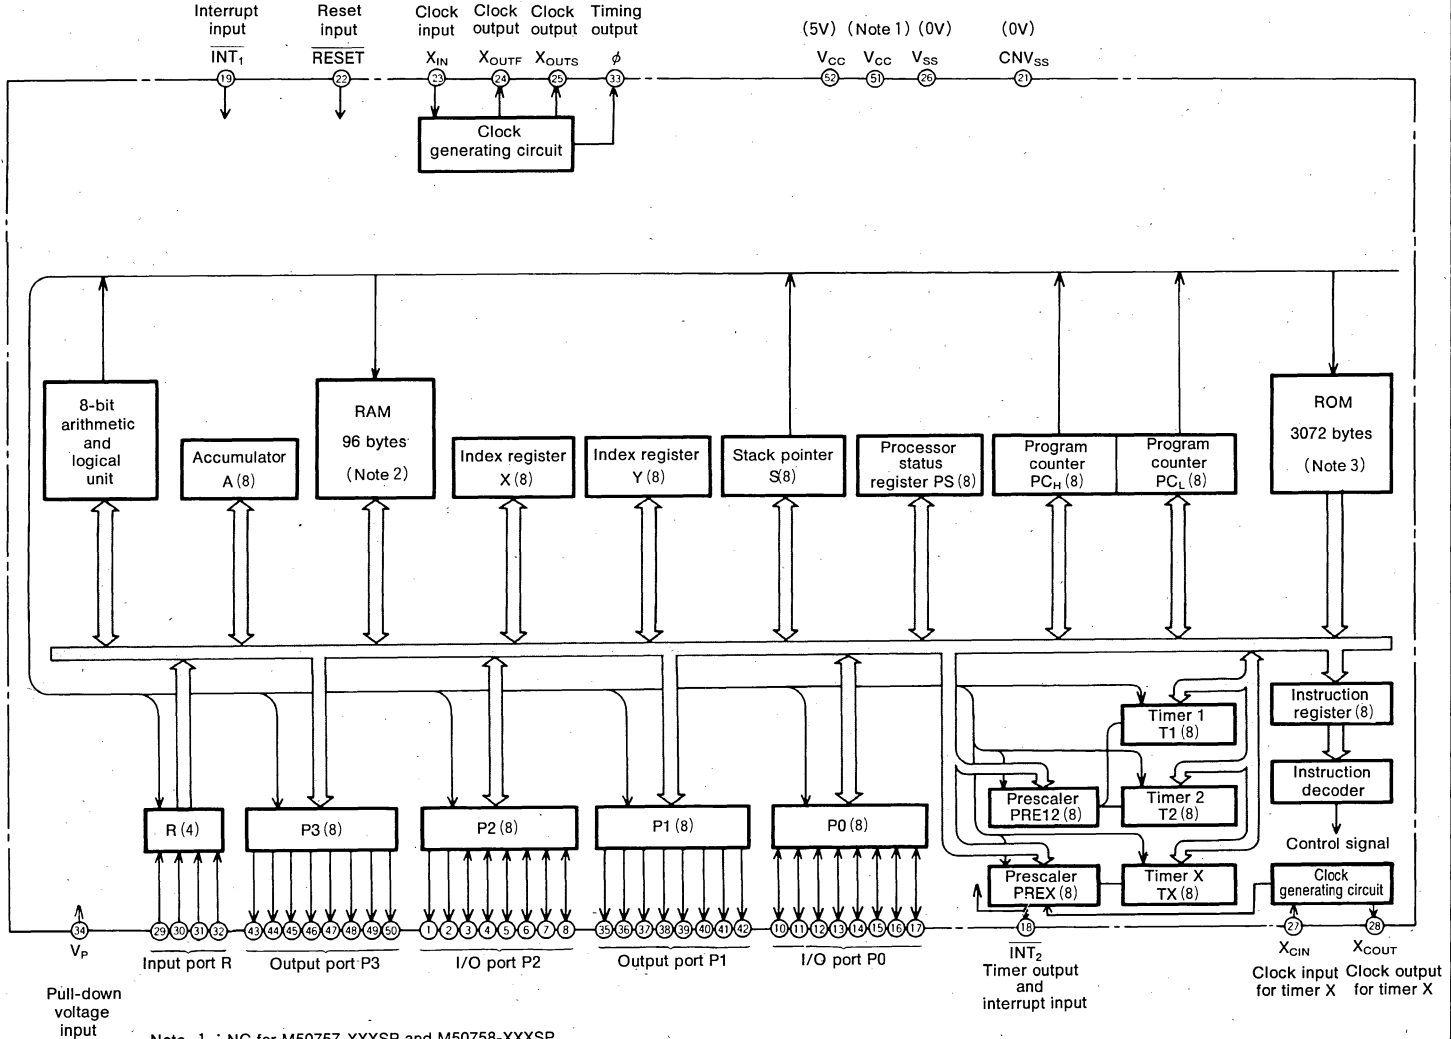 Interrupt input
INT1
Reset input
RESET
Clock input
XIN
Clock output
XOUTF
Clock output
XOUTS
Timing output
φ
(5V) (Note 1) (0V) (0V)
VCC VCC VSS CNVSS
19 22 23 24 25 33 52 51 26 21
Clock
generating circuit
8-bit
arithmetic
and
logical
unit
Accumulator
A(8)
RAM
96 bytes
(Note 2)
Index register
X(8)
Index register
Y(8)
Stack pointer
S(8)
Processor
status
register PS(8)
Program
counter
PCH(8)
Program
counter
PCL(8)
ROM
3072 bytes
(Note 3)
Timer 1
T1(8)
Instruction
register(8)
Prescaler
PRE12(8)
Timer 2
T2(8)
Instruction
decoder
Control signal
R(4)
P3(8)
P2(8)
P1(8)
P0(8)
Prescaler
PREX(8)
Timer X
TX(8)
Clock
generating circuit
34
29 30 31 32
43 44 45 46 47 48 49 50
1 2 3 4 5 6 7 8
35 36 37 38 39 40 41 42
10 11 12 13 14 15 16 17
18
27
28
VP
Input port R
Output port P3
I/O port P2
Output port P1
I/O port P0
INT2
Timer output
and
interrupt input
XCIN
Clock input
for timer X
XCOUT
Clock output
for timer X
Pull-down
voltage
input
Note 1 : NC for M50757-XXXSP and M50758-XXXSP